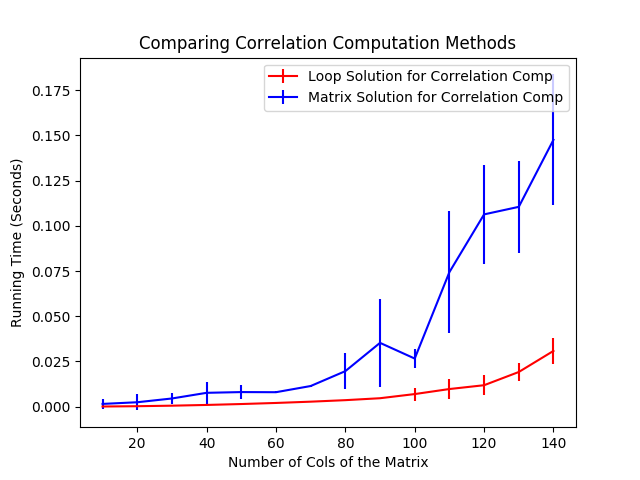 Comparing Correlation Computation Methods
Loop Solution for Correlation Comp
Matrix Solution for Correlation Comp
Running Time (Seconds)
0.175
0.150
0.125
0.100
0.075
0.050
0.025
0.000
20 40 60 80 100 120 140
Number of Cols of the Matrix